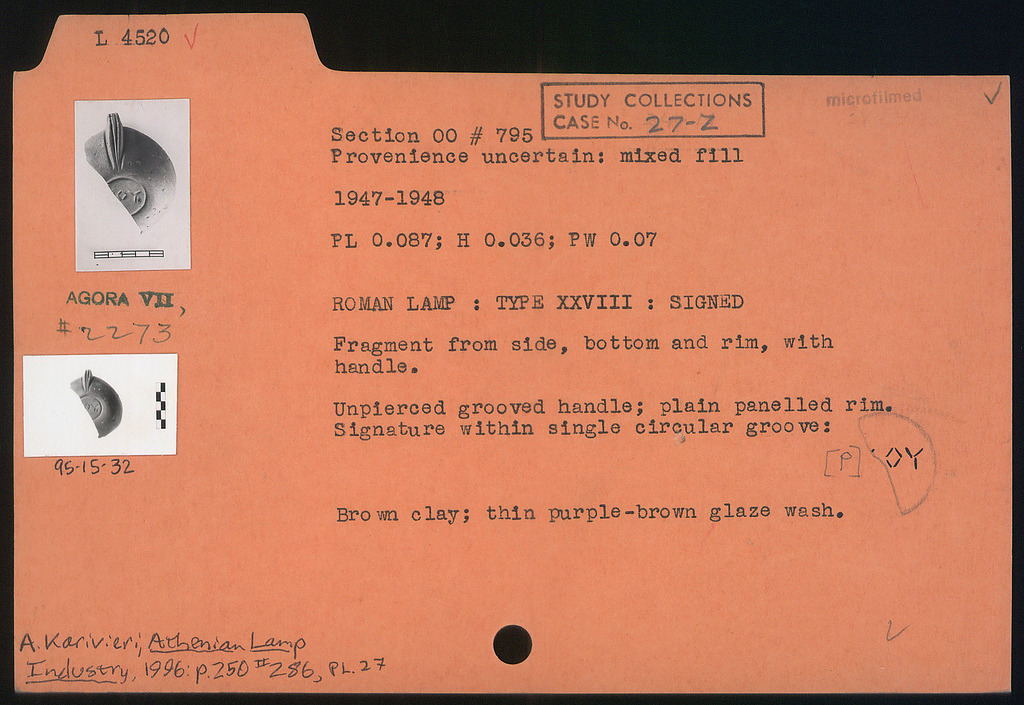 L 4520 ✓
STUDY COLLECTIONS
CASE No. 27-Z
microfilmed ✓
Section OO # 795
Provenience uncertain: mixed fill
1947-1948
PL 0.087; H 0.036; PW 0.07
AGORA VII,
#2273
ROMAN LAMP : TYPE XXVIII : SIGNED
Fragment from side, bottom and rim, with
handle.
Unpierced grooved handle; plain panelled rim.
Signature within single circular groove:
[P] ΟΥ
95-15-32
Brown clay; thin purple-brown glaze wash.
A. Karivieri, Athenian Lamp
Industry, 1996: p.250 #286, PL. 27